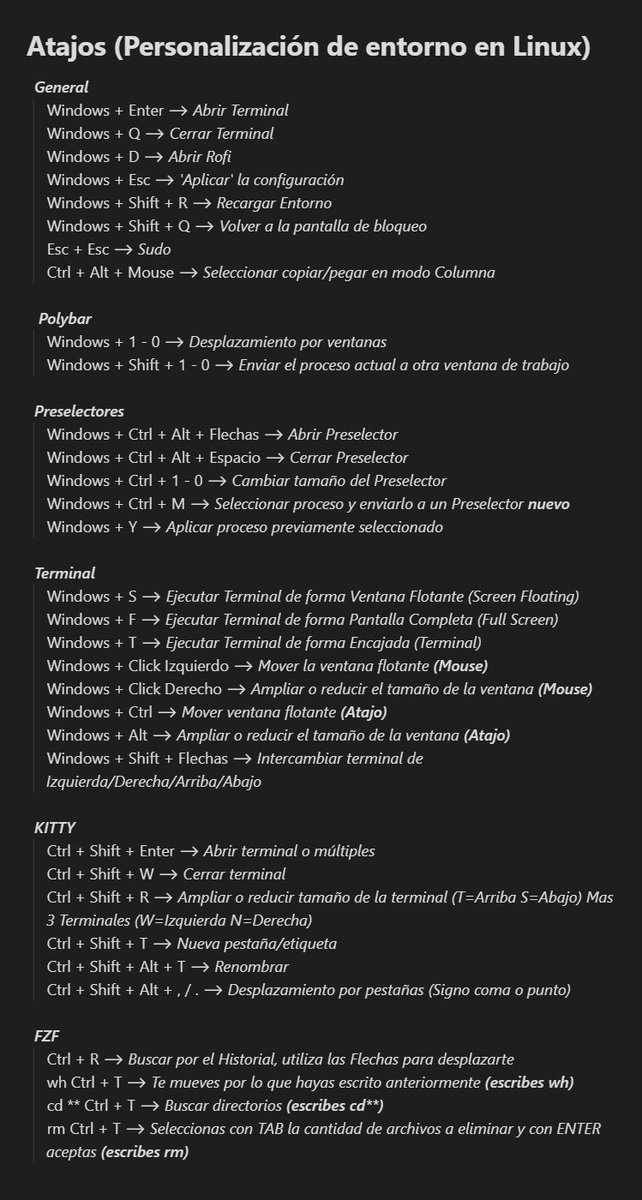 Atajos (Personalización de entorno en Linux)
General
Windows + Enter → Abrir Terminal
Windows + Q → Cerrar Terminal
Windows + D → Abrir Rofi
Windows + Esc → 'Aplicar' la configuración
Windows + Shift + R → Recargar Entorno
Windows + Shift + Q → Volver a la pantalla de bloqueo
Esc + Esc → Sudo
Ctrl + Alt + Mouse → Seleccionar copiar/pegar en modo Columna
Polybar
Windows + 1 - 0 → Desplazamiento por ventanas
Windows + Shift + 1 - 0 → Enviar el proceso actual a otra ventana de trabajo
Preselectores
Windows + Ctrl + Alt + Flechas → Abrir Preselector
Windows + Ctrl + Alt + Espacio → Cerrar Preselector
Windows + Ctrl + 1 - 0 → Cambiar tamaño del Preselector
Windows + Ctrl + M → Seleccionar proceso y enviarlo a un Preselector nuevo
Windows + Y → Aplicar proceso previamente seleccionado
Terminal
Windows + S → Ejecutar Terminal de forma Ventana Flotante (Screen Floating)
Windows + F → Ejecutar Terminal de forma Pantalla Completa (Full Screen)
Windows + T → Ejecutar Terminal de forma Encajada (Terminal)
Windows + Click Izquierdo → Mover la ventana flotante (Mouse)
Windows + Click Derecho → Ampliar o reducir el tamaño de la ventana (Mouse)
Windows + Ctrl → Mover ventana flotante (Atajo)
Windows + Alt → Ampliar o reducir el tamaño de la ventana (Atajo)
Windows + Shift + Flechas → Intercambiar terminal de
Izquierda/Derecha/Arriba/Abajo
KITTY
Ctrl + Shift + Enter → Abrir terminal o múltiples
Ctrl + Shift + W → Cerrar terminal
Ctrl + Shift + R → Ampliar o reducir tamaño de la terminal (T=Arriba S=Abajo) Mas
3 Terminales (W=Izquierda N=Derecha)
Ctrl + Shift + T → Nueva pestaña/etiqueta
Ctrl + Shift + Alt + T → Renombrar
Ctrl + Shift + Alt + , / . → Desplazamiento por pestañas (Signo coma o punto)
FZF
Ctrl + R → Buscar por el Historial, utiliza las Flechas para desplazarte
wh Ctrl + T → Te mueves por lo que hayas escrito anteriormente (escribes wh)
cd ** Ctrl + T → Buscar directorios (escribes cd**)
rm Ctrl + T → Seleccionas con TAB la cantidad de archivos a eliminar y con ENTER
aceptas (escribes rm)